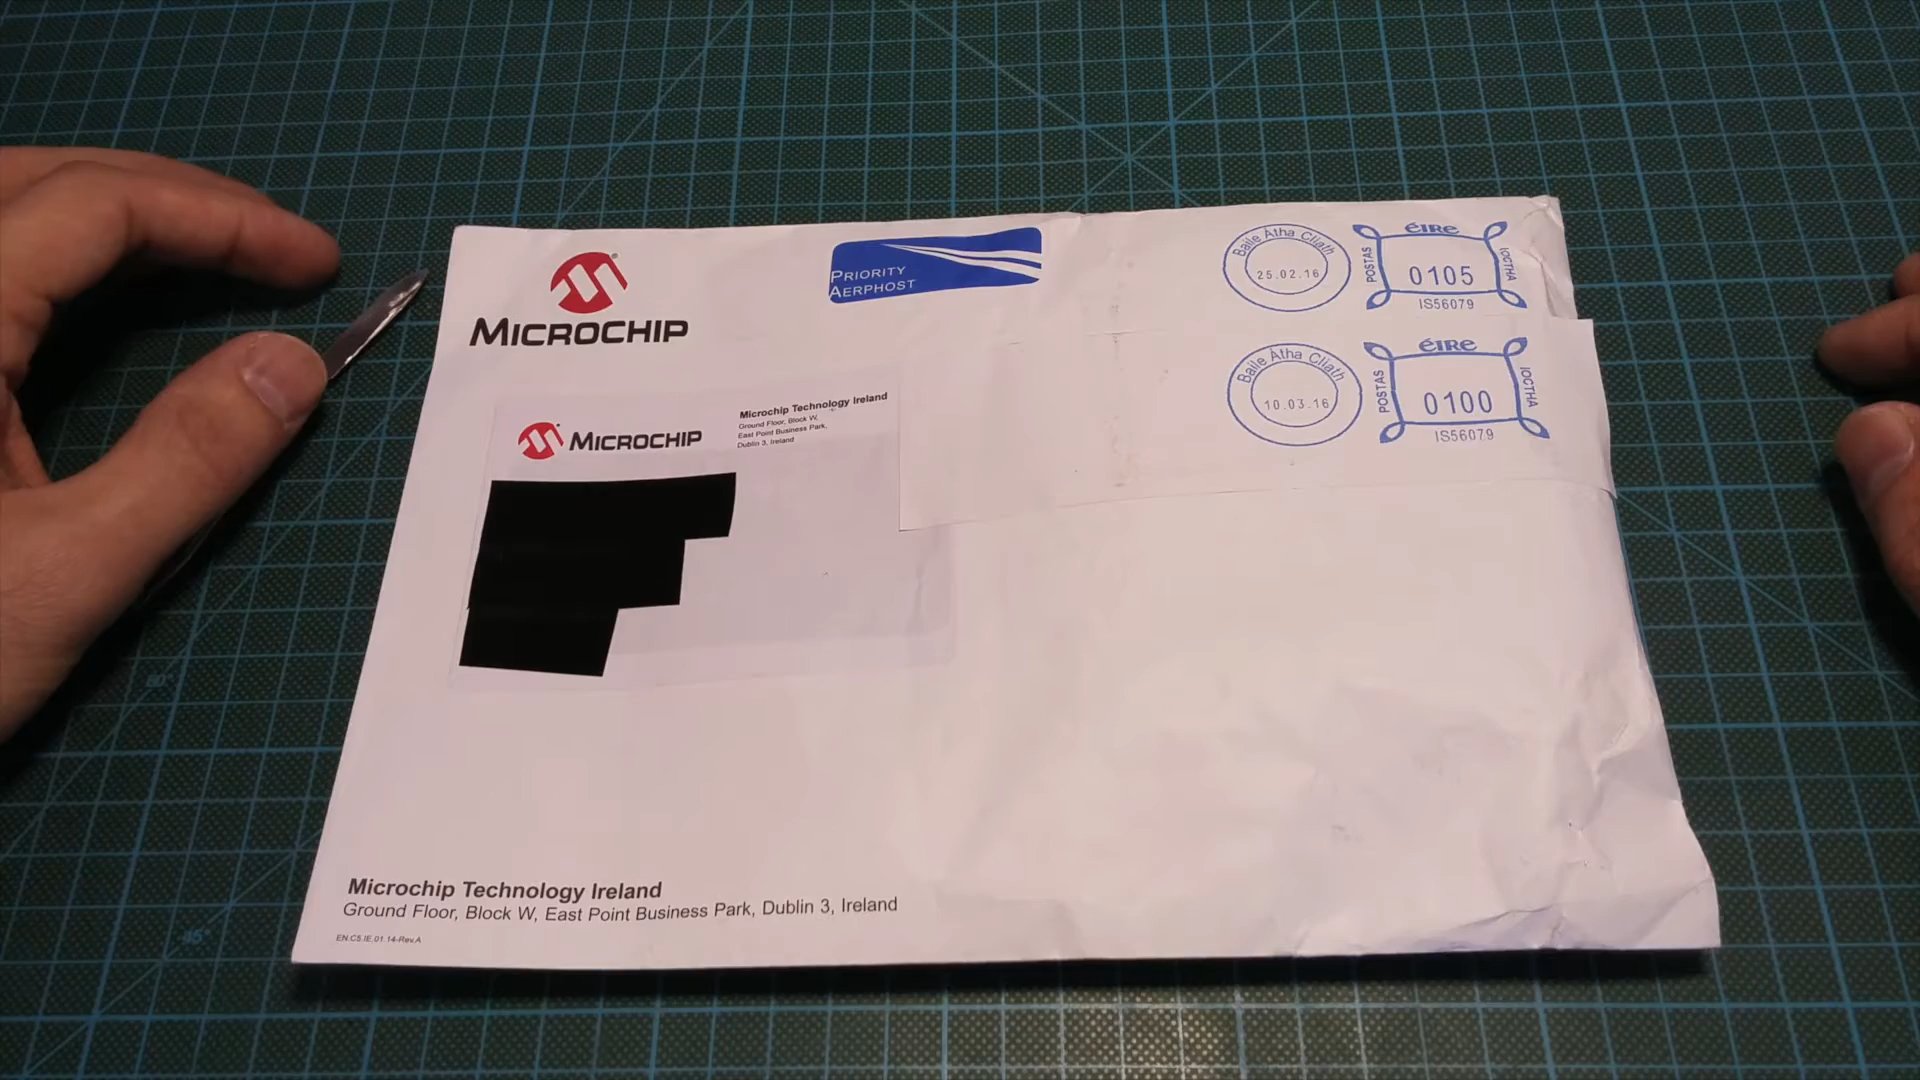 MICROCHIP
PRIORITY
AERPHOST
Baile Átha Cliath
25.02.16
éIRe
POSTAS
0105
ÍOCTHA
IS56079
Baile Átha Cliath
10.03.16
éIRe
POSTAS
0100
ÍOCTHA
IS56079
MICROCHIP
Microchip Technology Ireland
Ground Floor, Block W,
East Point Business Park,
Dublin 3, Ireland
Microchip Technology Ireland
Ground Floor, Block W, East Point Business Park, Dublin 3, Ireland
EN.C5.IE.01.14-Rev.A